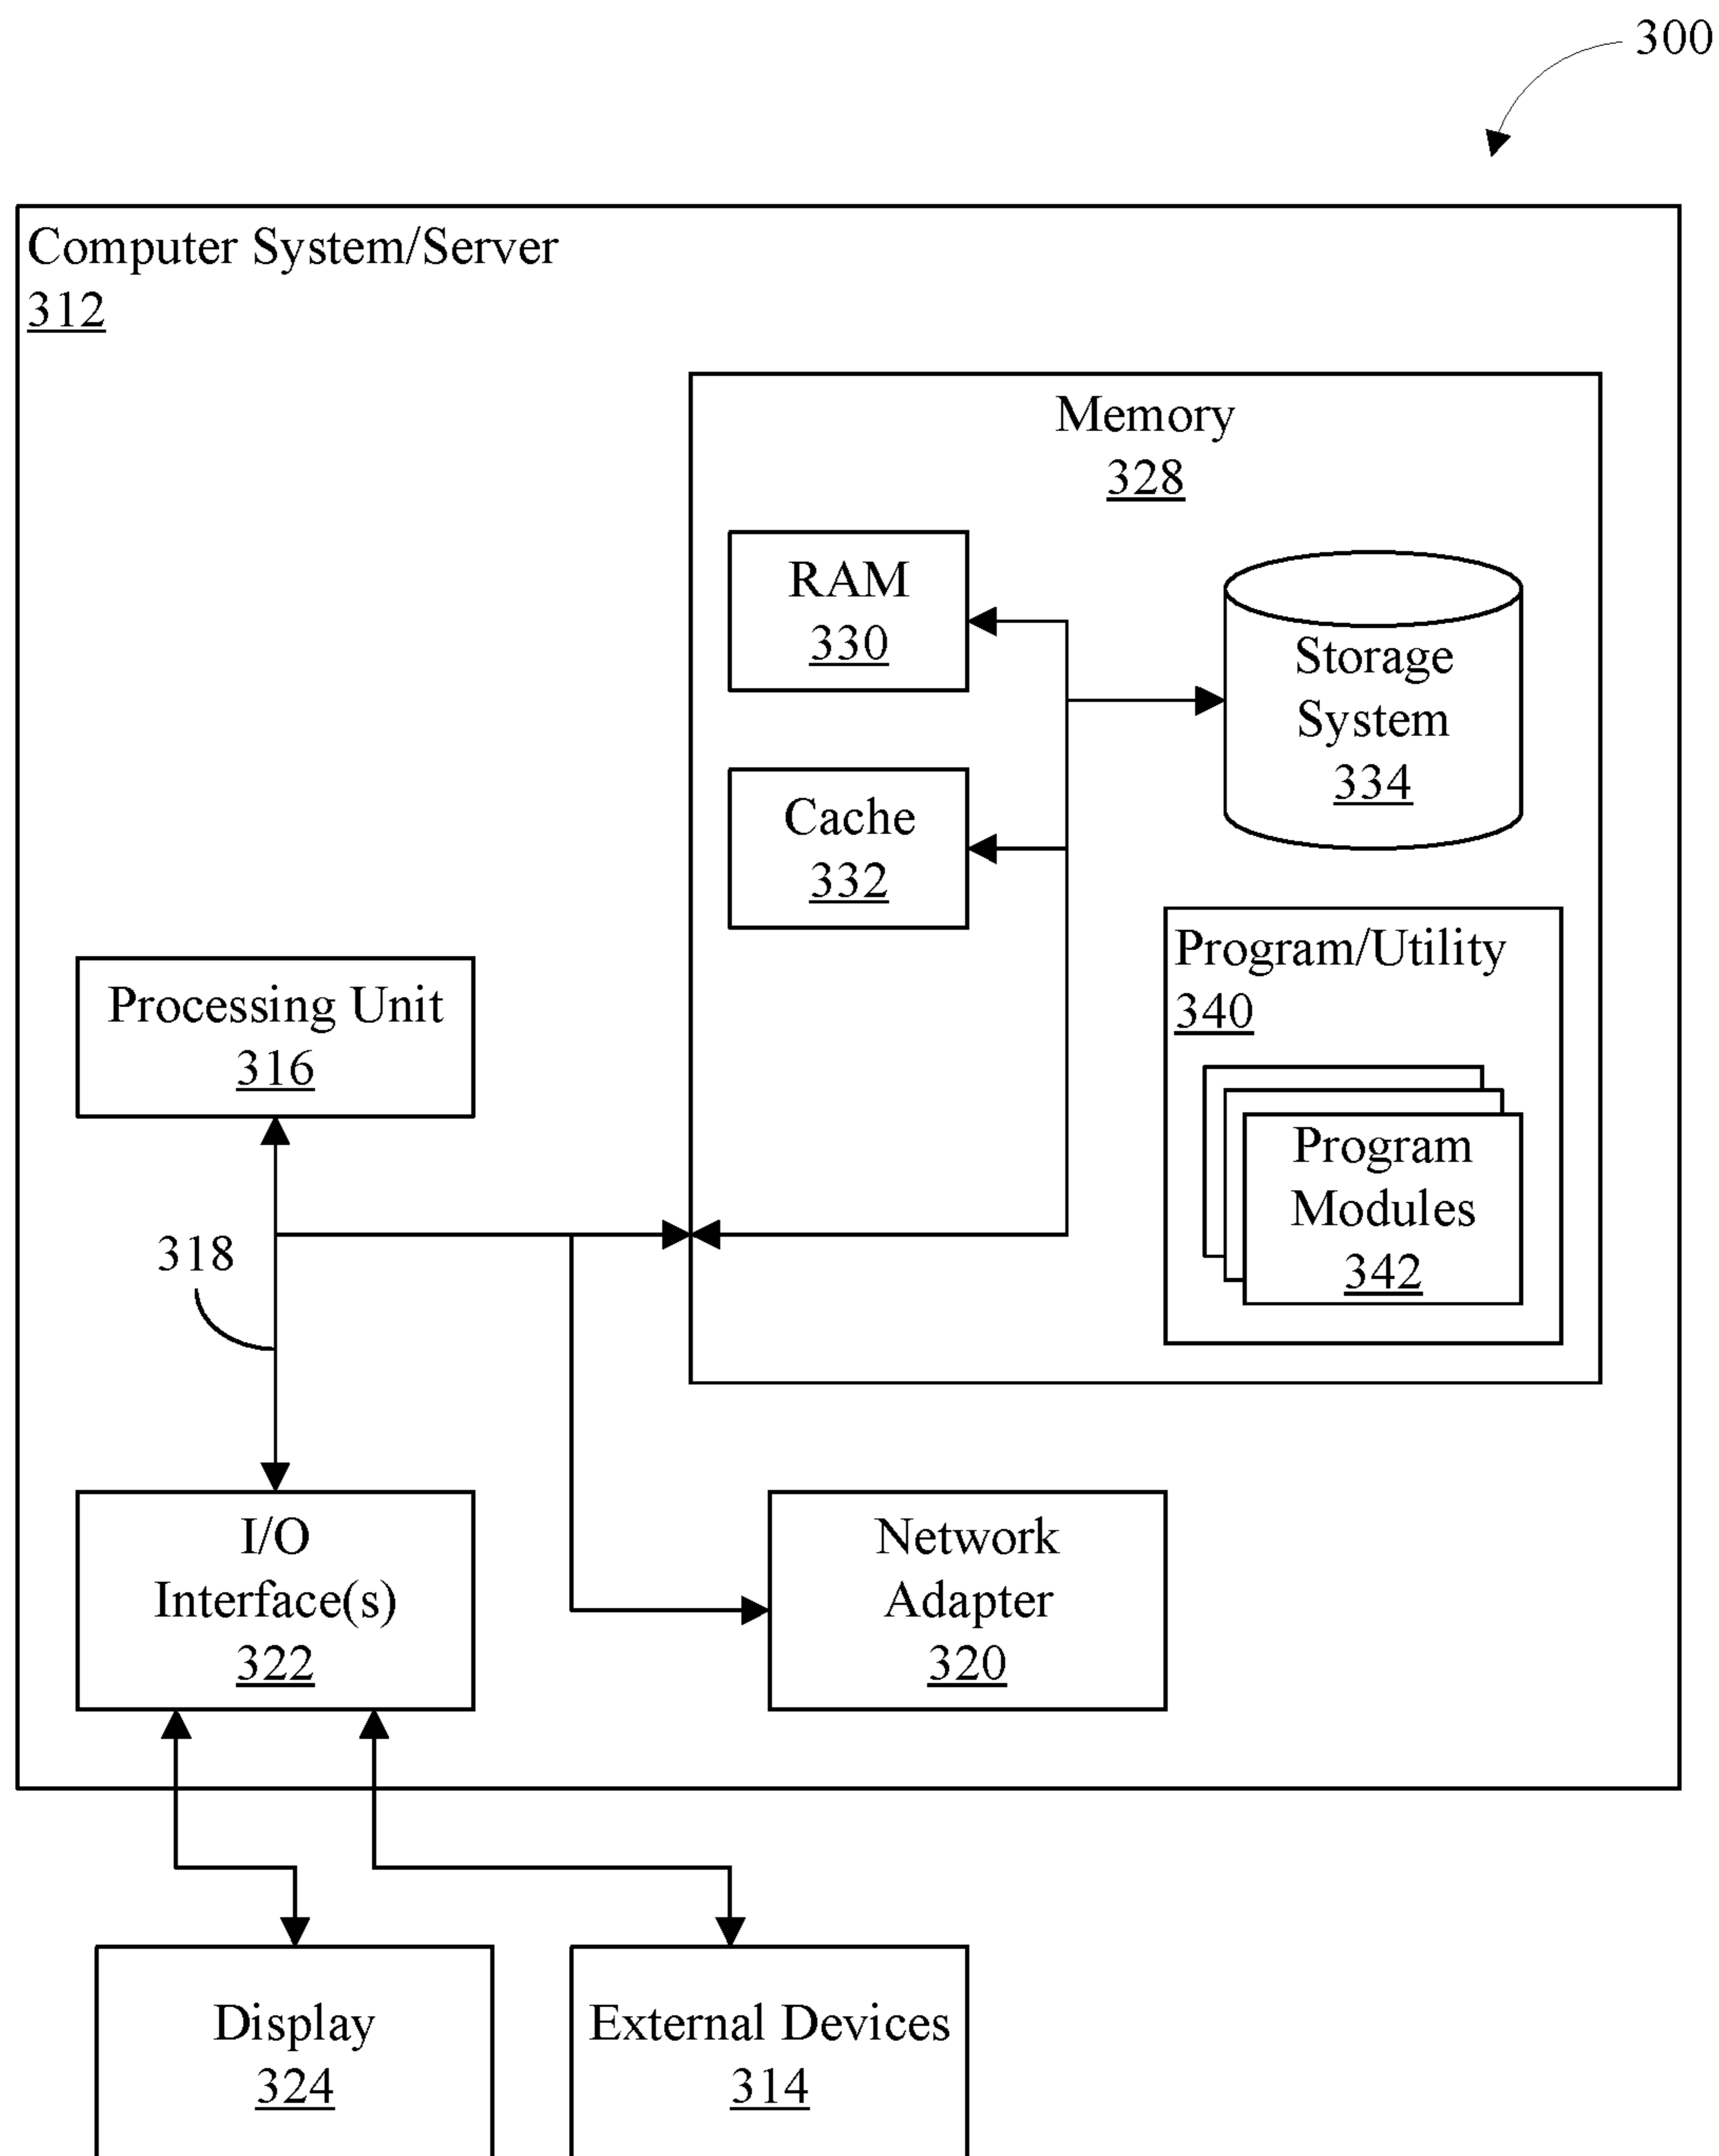 300
Computer System/Server
312
Memory
328
RAM
330
Storage
System
334
Cache
332
Program/Utility
340
Processing Unit
316
Program
Modules
342
318
I/O
Interface(s)
322
Network
Adapter
320
Display
324
External Devices
314